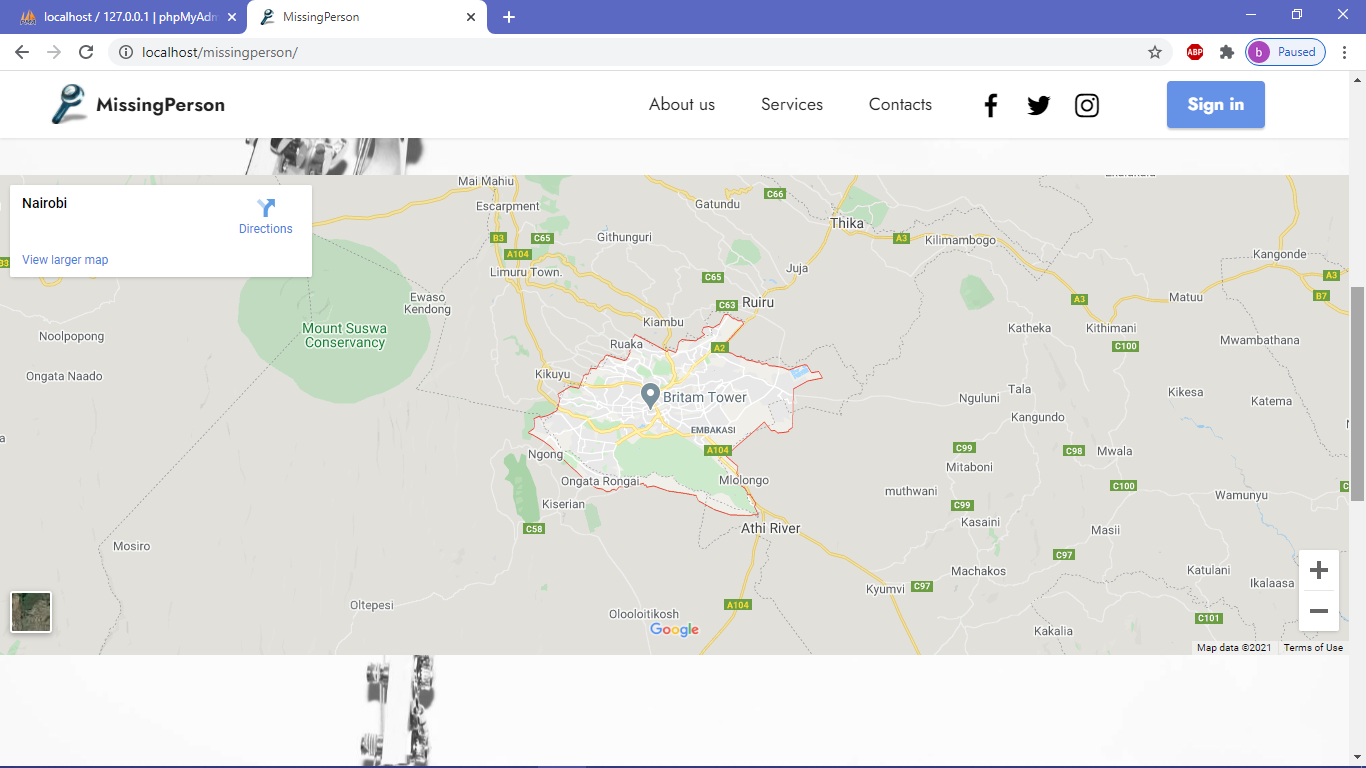 localhost / 127.0.0.1 | phpMyAdm
MissingPerson
localhost/missingperson/
ABP
b
Paused
MissingPerson
About us
Services
Contacts
Sign in
Nairobi
Directions
View larger map
Mai Mahiu
Escarpment
C66
Gatundu
Thika
B3
C65
Githunguri
A3
Kilimambogo
A104
Kangonde
Limuru Town.
C65
Juja
A3
Ewaso
Kendong
C63
Ruiru
A3
Matuu
B7
Mount Suswa
Conservancy
Kiambu
Katheka
Kithimani
Noolpopong
Ruaka
A2
C100
Mwambathana
Ongata Naado
Kikuyu
Britam Tower
Nguluni
Tala
Kikesa
Katema
Kangundo
EMBAKASI
A104
C99
C98
Mwala
Ngong
Mitaboni
Ongata Rongai
Mlolongo
C100
muthwani
Wamunyu
Kiserian
C99
C58
Athi River
Kasaini
Masii
Mosiro
C97
Machakos
Katulani
Kyumvi
C97
Ikalaasa
Oltepesi
A104
Olooloitikosh
C101
Google
Kakalia
Map data ©2021
Terms of Use